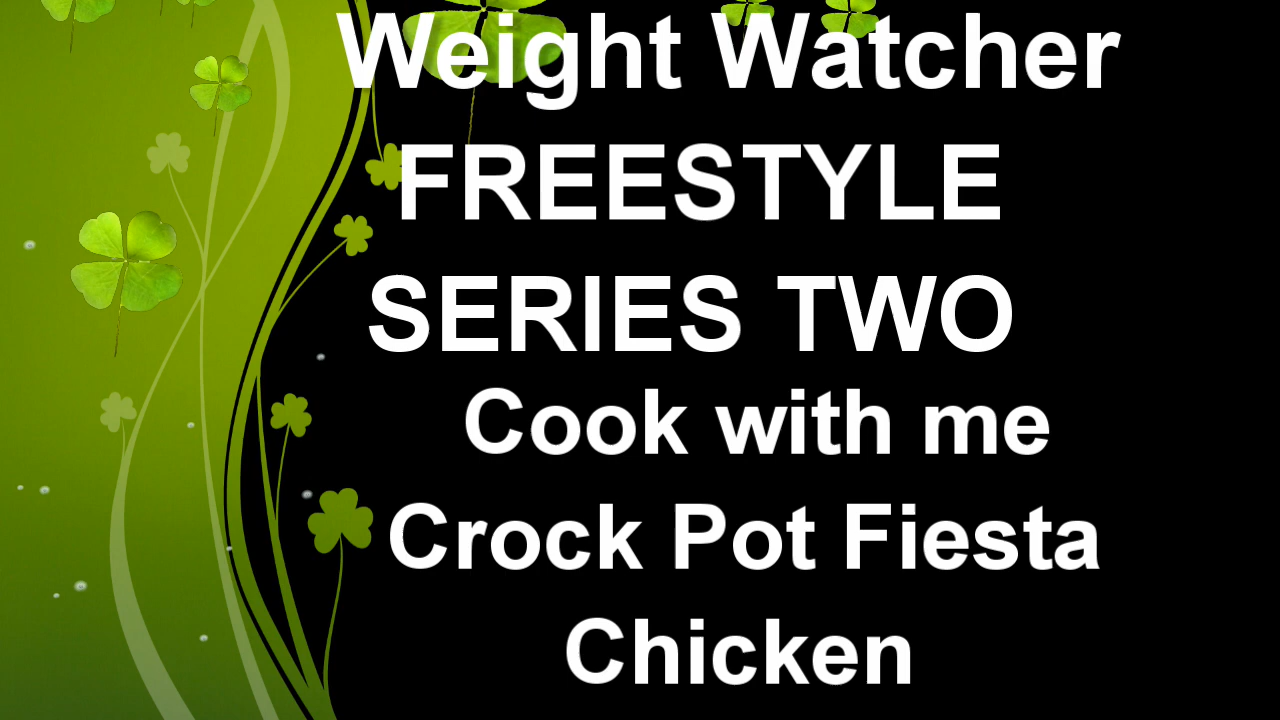 Weight Watcher
FREESTYLE
SERIES TWO
Cook with me
Crock Pot Fiesta
Chicken